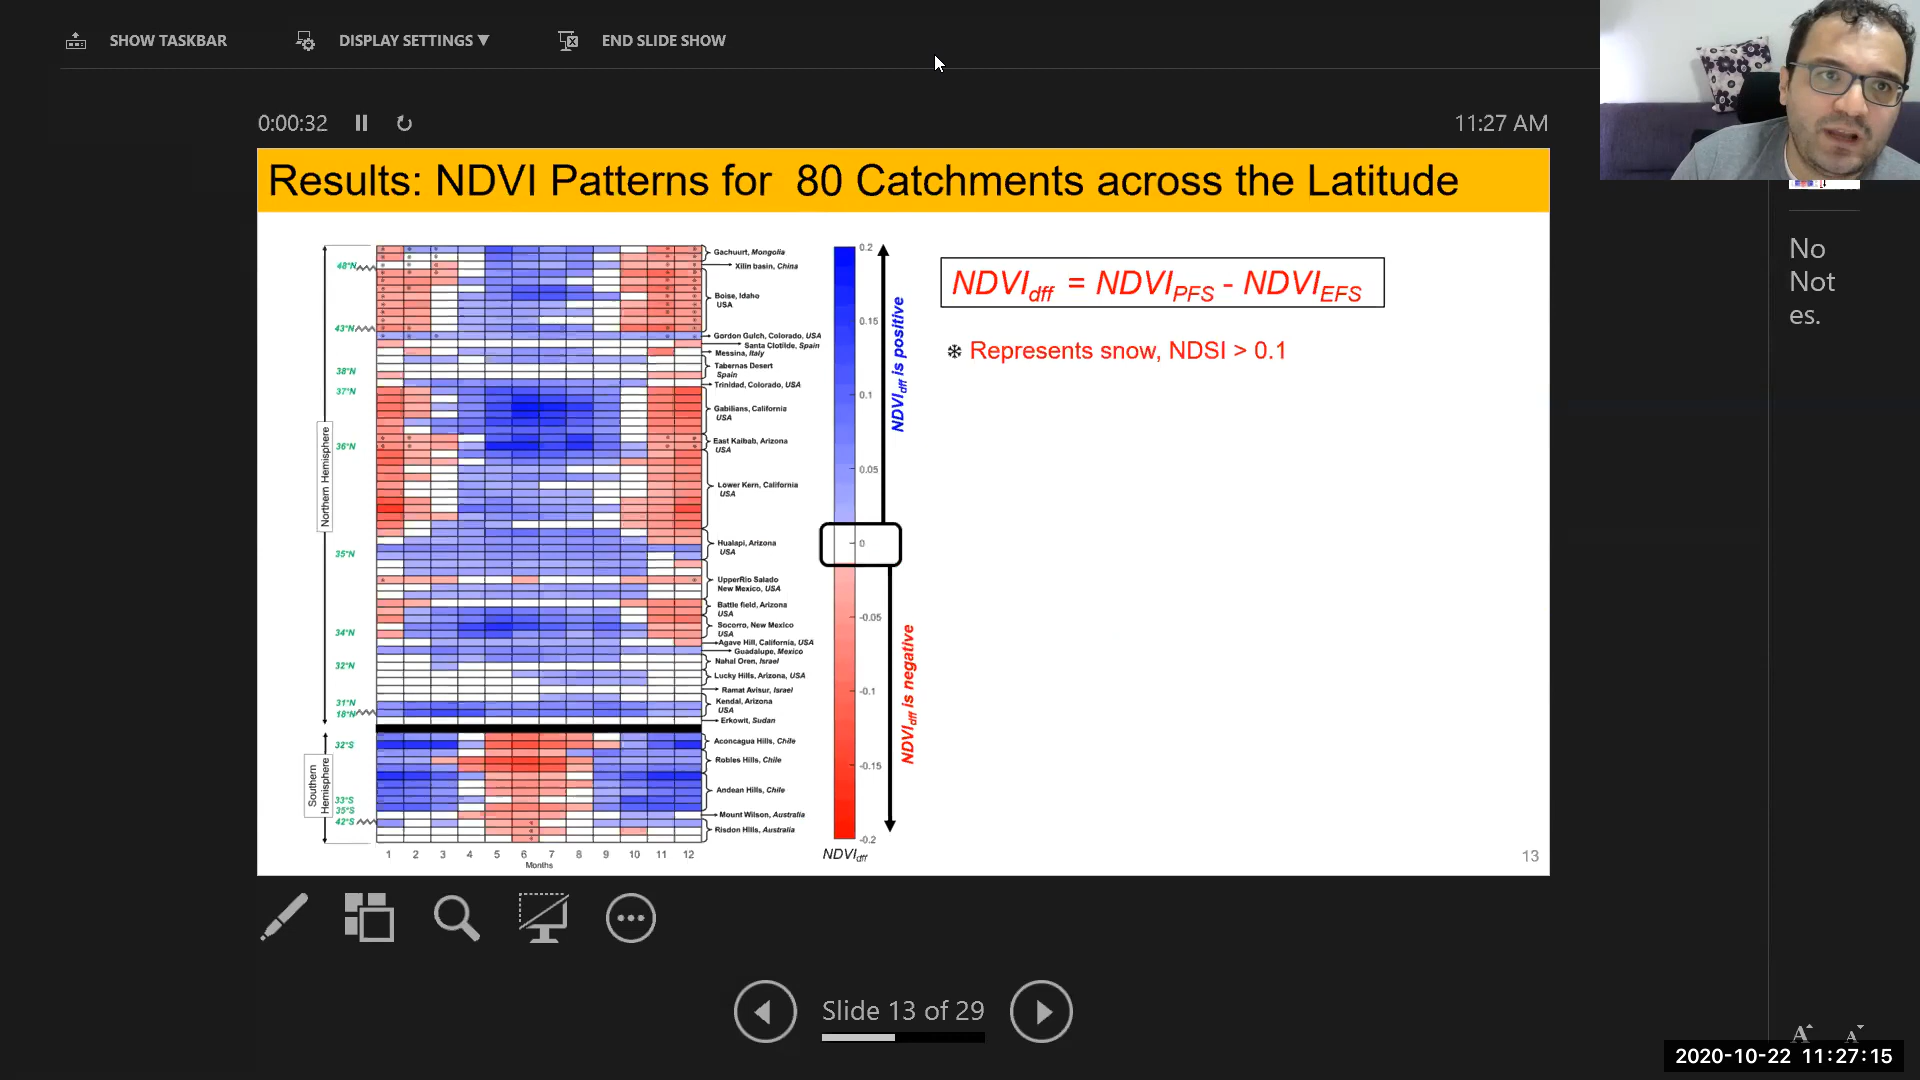 SHOW TASKBAR
DISPLAY SETTINGS ▼
END SLIDE SHOW
0:00:32
11:27 AM
Results: NDVI Patterns for 80 Catchments across the Latitude
No
Not
es.
Northern Hemisphere
Southern
Hemisphere
48°N
43°N
38°N
37°N
36°N
35°N
34°N
32°N
31°N
18°N
32°S
33°S
35°S
42°S
Gachuurt, Mongolia
Xilin basin, China
Boise, Idaho
USA
Gordon Gulch, Colorado, USA
Santa Clotilde, Spain
Messina, Italy
Tabernas Desert
Spain
Trinidad, Colorado, USA
Gabilians, California
USA
East Kaibab, Arizona
USA
Lower Kern, California
USA
Hualapi, Arizona
USA
UpperRio Salado
New Mexico, USA
Battle field, Arizona
USA
Socorro, New Mexico
USA
Agave Hill, California, USA
Guadalupe, Mexico
Nahal Oren, Israel
Lucky Hills, Arizona, USA
Ramat Avisur, Israel
Kendal, Arizona
USA
Erkowit, Sudan
Aconcagua Hills, Chile
Robles Hills, Chile
Andean Hills, Chile
Mount Wilson, Australia
Risdon Hills, Australia
1 2 3 4 5 6 7 8 9 10 11 12
Months
0.2
0.15
0.1
0.05
0
-0.05
-0.1
-0.15
-0.2
NDVIdff
NDVIdff is positive
NDVIdff is negative
NDVIdff = NDVIPFS - NDVIEFS
❄ Represents snow, NDSI > 0.1
13
Slide 13 of 29
A A
2020-10-22 11:27:15